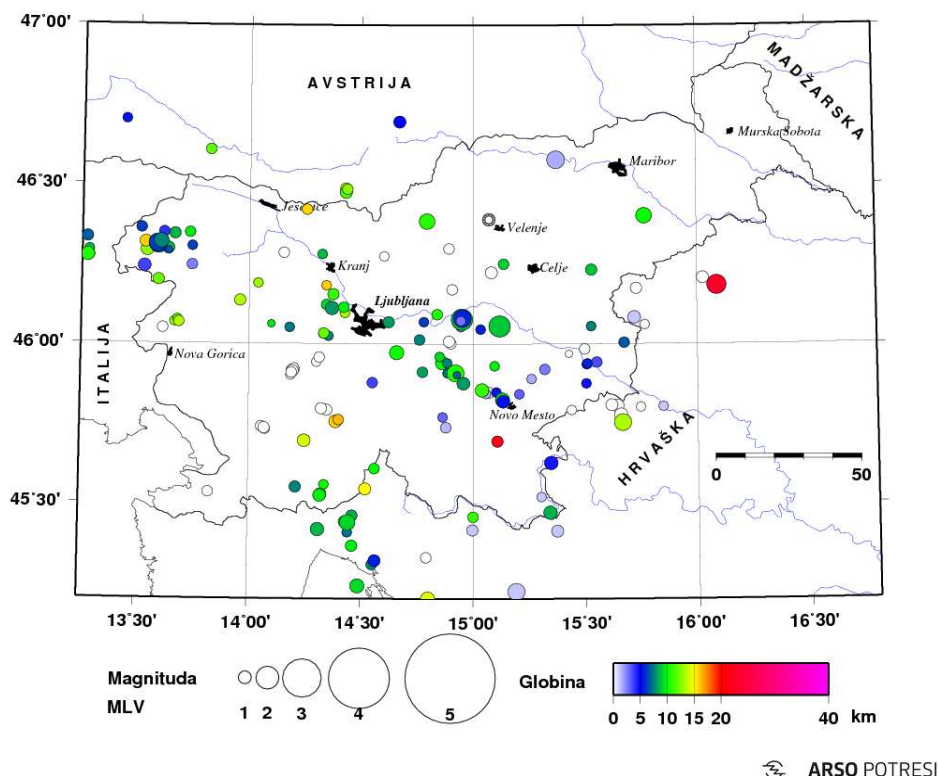 47°00'
AVSTRIJA
MADŽARSKA
Murska Sobota
Maribor
46°30'
Jesenice
Velenje
Kranj
Celje
Ljubljana
46°00'
Nova Gorica
ITALIJA
Novo Mesto
HRVAŠKA
0 50
45°30'
13°30' 14°00' 14°30' 15°00' 15°30' 16°00' 16°30'
Magnituda
MLV
1 2 3 4 5
Globina
0 5 10 15 20 40 km
ARSO POTRESI